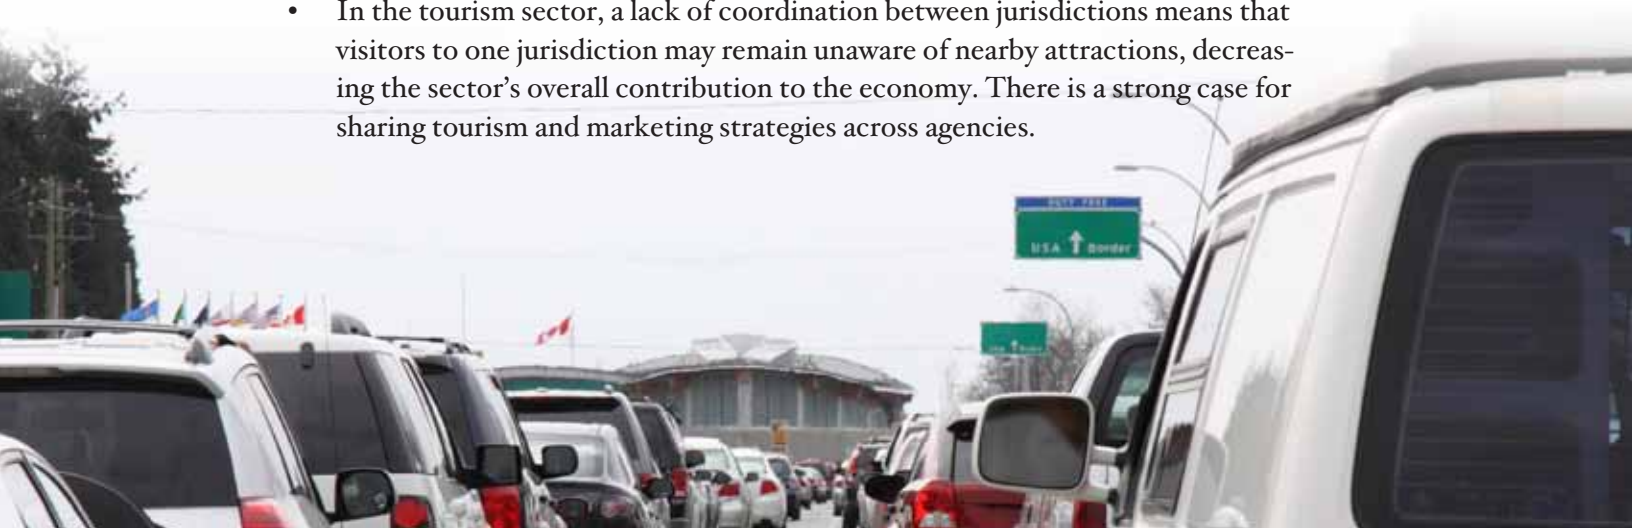 • In the tourism sector, a lack of coordination between jurisdictions means that
visitors to one jurisdiction may remain unaware of nearby attractions, decreas-
ing the sector's overall contribution to the economy. There is a strong case for
sharing tourism and marketing strategies across agencies.
DUTY FREE
USA Border